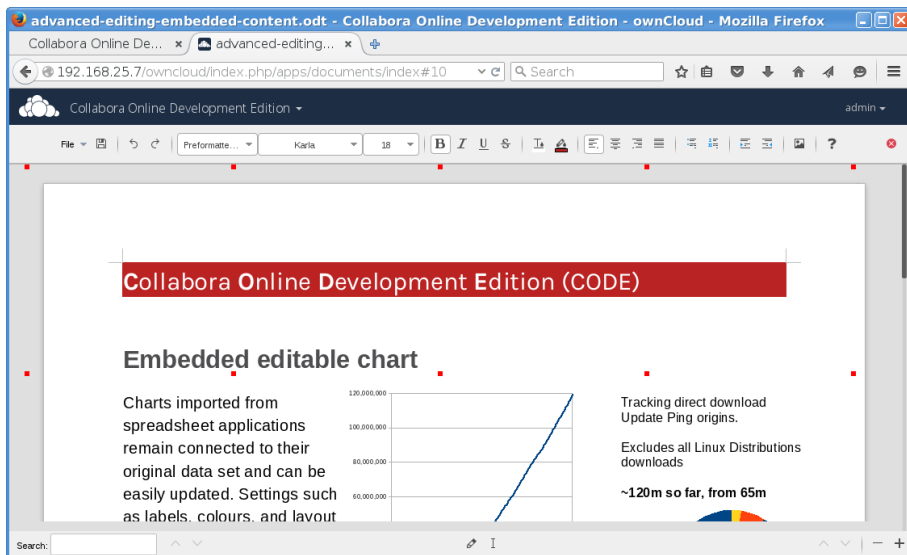 advanced-editing-embedded-content.odt - Collabora Online Development Edition - ownCloud - Mozilla Firefox
Collabora Online De... × advanced-editing... ×
192.168.25.7/owncloud/index.php/apps/documents/index#10 Search
Collabora Online Development Edition admin
File Preformatte... Karla 18 B I U S ?
Collabora Online Development Edition (CODE)
Embedded editable chart
Charts imported from
spreadsheet applications
remain connected to their
original data set and can be
easily updated. Settings such
as labels, colours, and layout
120,000,000
100,000,000
80,000,000
60,000,000
Tracking direct download
Update Ping origins.
Excludes all Linux Distributions
downloads
~120m so far, from 65m
Search: